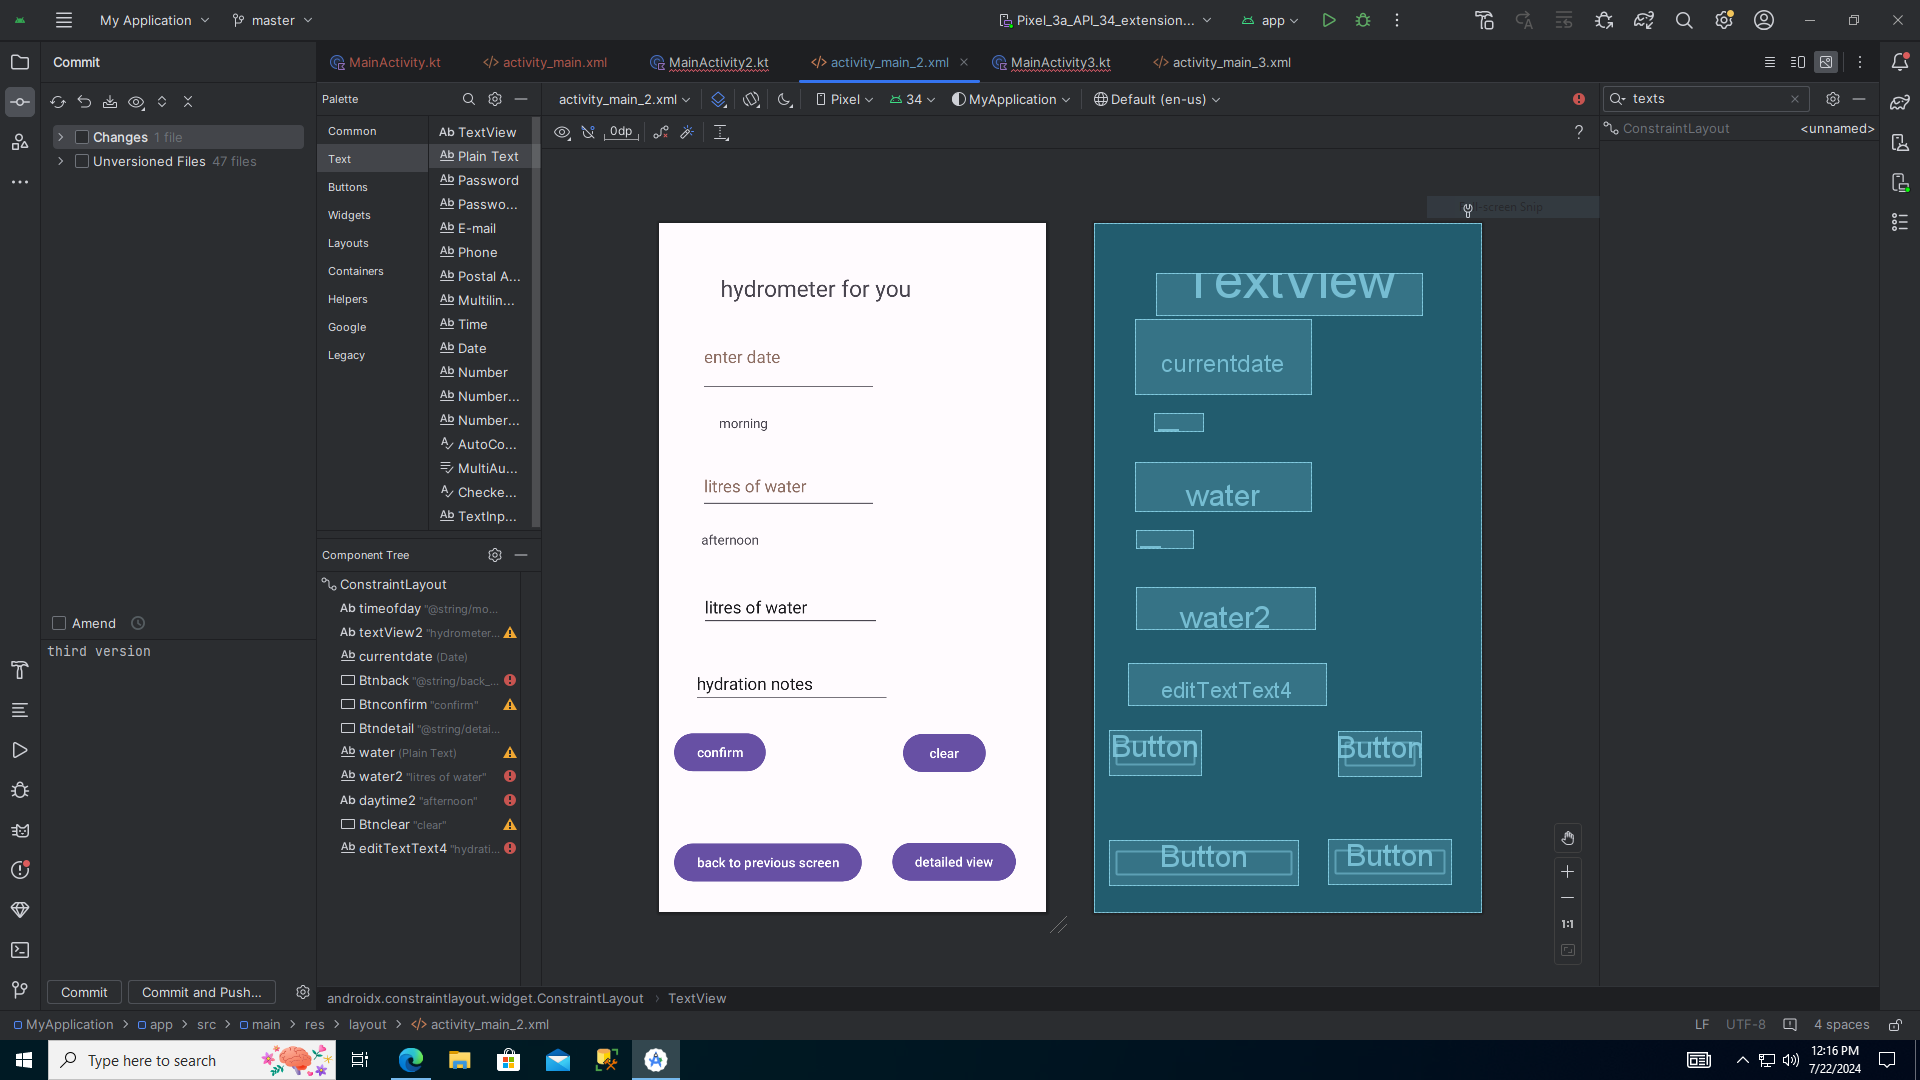 My Application master Pixel_3a_API_34_extension... app
Commit MainActivity.kt activity_main.xml MainActivity2.kt activity_main_2.xml MainActivity3.kt activity_main_3.xml
Palette activity_main_2.xml Pixel 34 MyApplication Default (en-us) texts
Changes 1 file
Unversioned Files 47 files
Common
Text
Buttons
Widgets
Layouts
Containers
Helpers
Google
Legacy
Ab TextView
Ab Plain Text
Ab Password
Ab Passwo...
Ab E-mail
Ab Phone
Ab Postal A...
Ab Multilin...
Ab Time
Ab Date
Ab Number
Ab Number...
Ab Number...
AutoCo...
MultiAu...
Checke...
Ab TextInp...
0dp ?
ConstraintLayout <unnamed>
hydrometer for you
enter date
morning
litres of water
afternoon
litres of water
hydration notes
confirm clear
back to previous screen detailed view
TextView
currentdate
water
water2
editTextText4
Button Button
Button Button
1:1
Component Tree
ConstraintLayout
Ab timeofday "@string/mo...
Ab textView2 "hydrometer...
Ab currentdate (Date)
Btnback "@string/back_...
Btnconfirm "confirm"
Btndetail "@string/detai...
Ab water (Plain Text)
Ab water2 "litres of water"
Ab daytime2 "afternoon"
Btnclear "clear"
Ab editTextText4 "hydrati...
Amend
third version
Commit Commit and Push...
androidx.constraintlayout.widget.ConstraintLayout > TextView
MyApplication > app > src > main > res > layout > activity_main_2.xml LF UTF-8 4 spaces
Type here to search 12:16 PM
7/22/2024